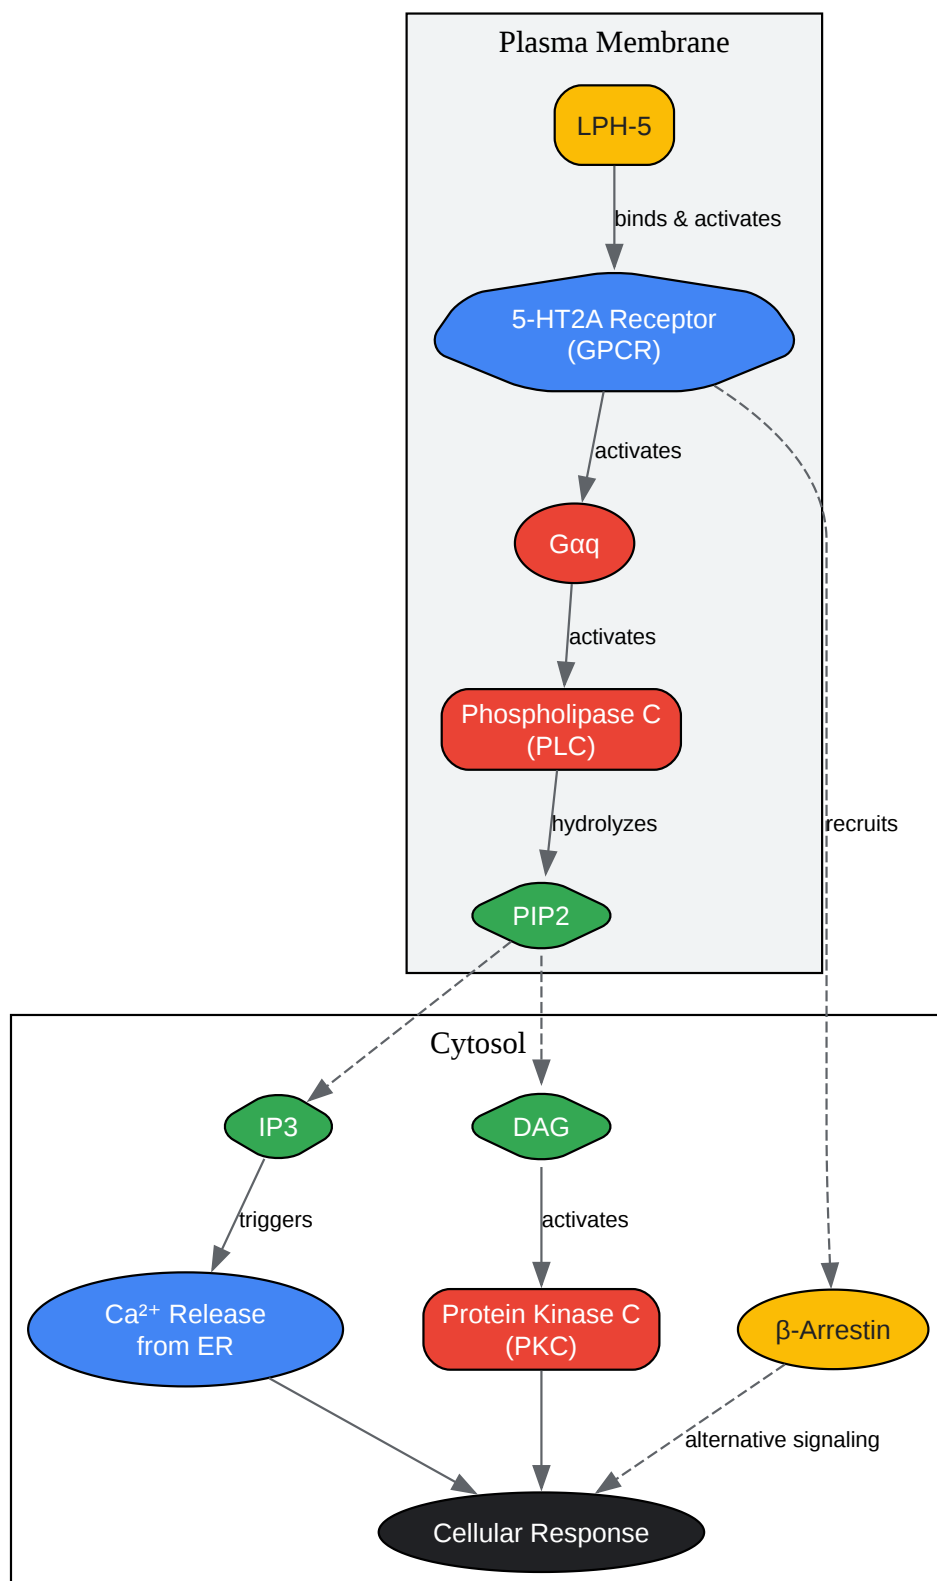 Plasma Membrane
LPH-5
binds & activates
5-HT2A Receptor
(GPCR)
activates
Gαq
activates
Phospholipase C
(PLC)
hydrolyzes
recruits
PIP2
Cytosol
IP3
DAG
triggers
activates
Ca²⁺ Release
from ER
Protein Kinase C
(PKC)
β-Arrestin
alternative signaling
Cellular Response